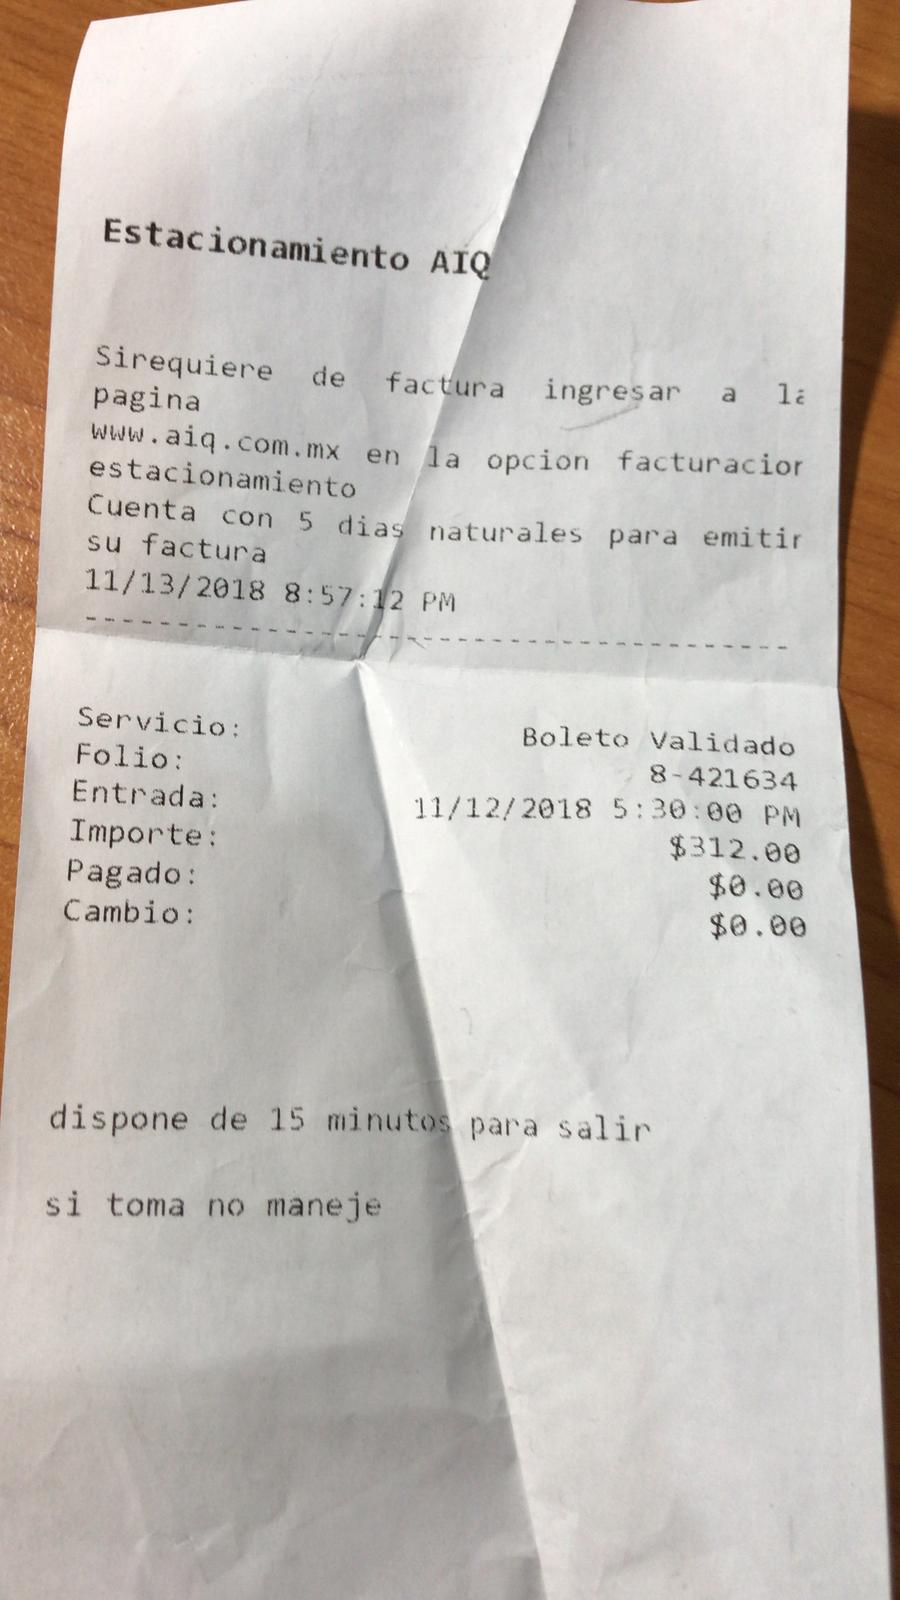 Estacionamiento AIQ
Sirequiere de factura ingresar a la
pagina
www.aiq.com.mx en la opcion facturacion
estacionamiento
Cuenta con 5 dias naturales para emitir
su factura
11/13/2018 8:57:12 PM
----------------------------------------
Servicio: Boleto Validado
Folio: 8-421634
Entrada: 11/12/2018 5:30:00 PM
Importe: $312.00
Pagado: $0.00
Cambio: $0.00
dispone de 15 minutos para salir
si toma no maneje